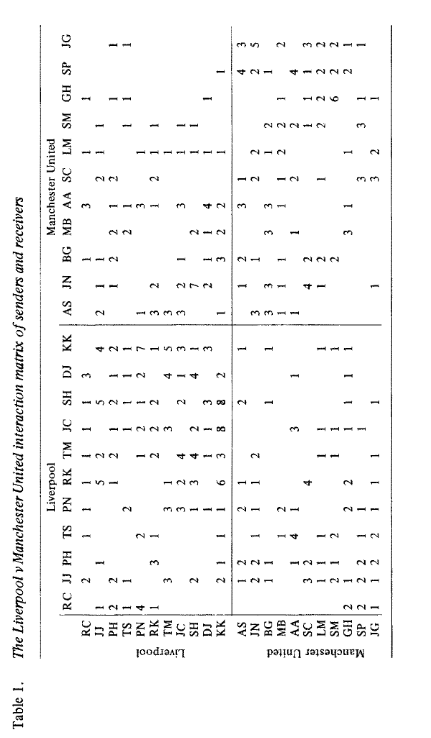 Table 1. The Liverpool v Manchester United interaction matrix of senders and receivers
Liverpool Manchester United
RC JJ PH TS PN RK TM JC SH DJ KK AS JN BG MB AA SC LM SM GH SP JG
Liverpool
RC 2 1 1 1 1 1 3 1 3 1 1
JJ 1 1 5 2 1 5 4 2 1 1 2 1
PH 2 2 1 2 1 2 1 2 1 2 2 1 2 1 1 1
TS 1 2 1 1 1 1 2 1 1 1 1
PN 4 2 1 2 2 2 7 1 3 1
RK 1 3 1 2 2 2 1 3 2 1 2 1 1
TM 3 3 1 3 4 5 3 1
JC 3 2 4 2 1 3 3 2 1 3 1 1
SH 2 1 3 4 2 4 1 7 2 1 1
DJ 1 1 1 1 3 3 2 1 1 4 1 1
KK 2 1 1 1 6 3 8 8 2 1 3 2 2 1 1
Manchester United
AS 1 2 2 1 2 1 1 2 3 1 4 3
JN 2 2 1 1 1 2 3 1 2 2 2 5
BG 1 1 1 1 3 3 3 3 1 2 1
MB 1 2 1 1 1 1 1 2 2 1 2
AA 1 4 3 1 1 1 2 2 4
SC 3 2 4 4 2 1 1 1 3
LM 1 1 1 1 1 1 1 1 2 2 2 2
SM 2 1 2 1 1 1 2 6 2 2
GH 2 1 2 2 1 1 1 1 3 1 1 2 1
SP 2 2 2 1 1 1 3 3 1
JG 1 1 2 2 1 1 1 1 3 2 1